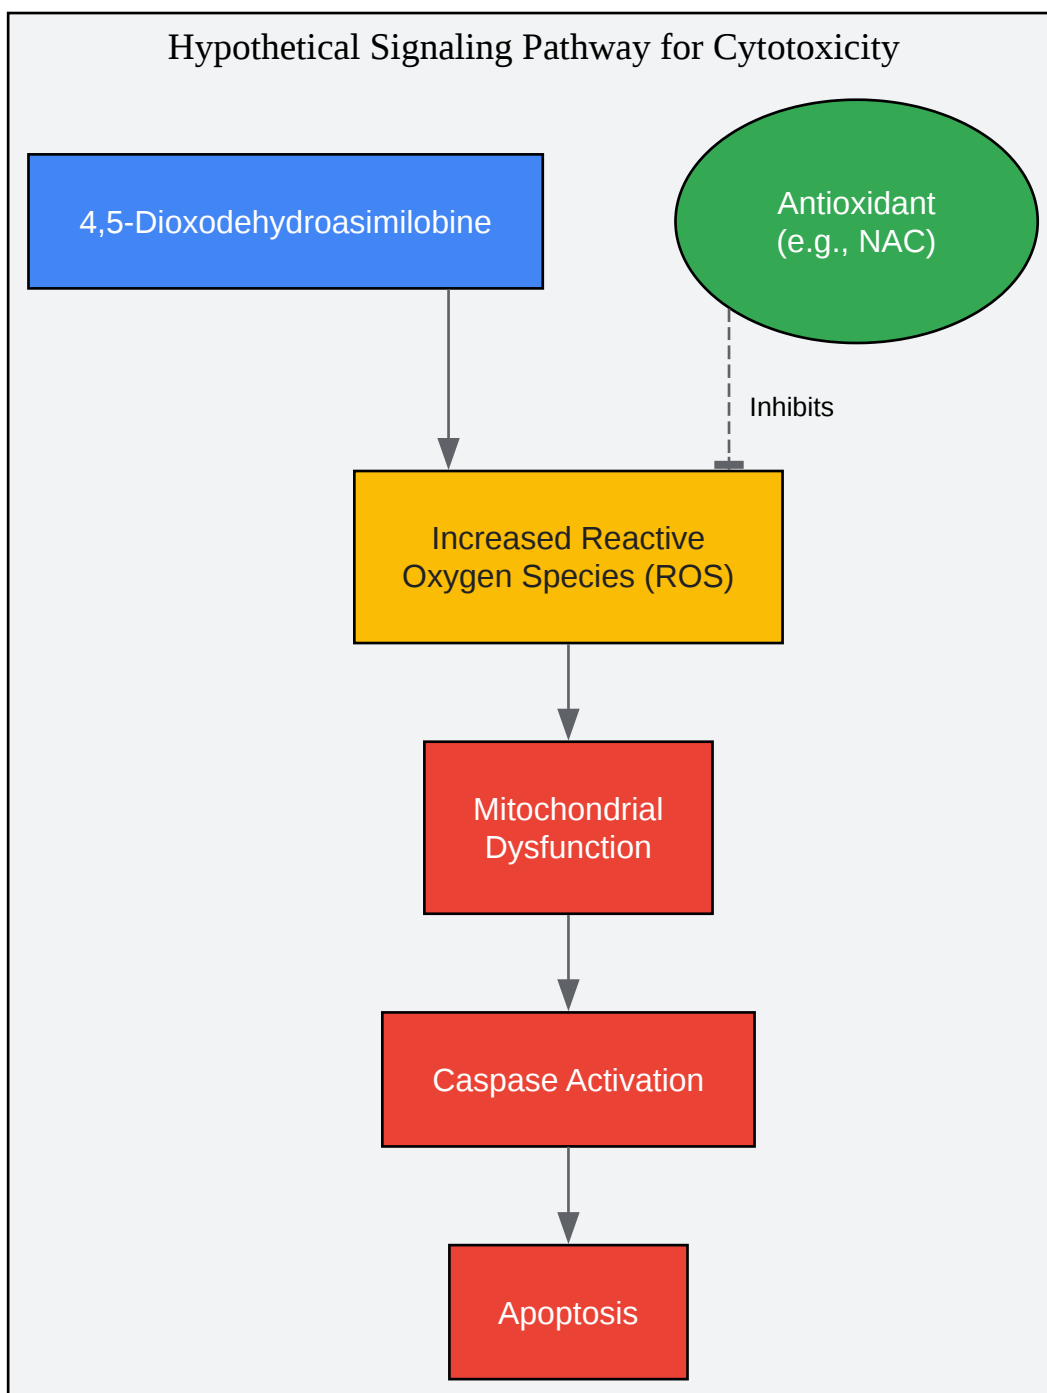 Hypothetical Signaling Pathway for Cytotoxicity
4,5-Dioxodehydroasimilobine
Antioxidant
(e.g., NAC)
Inhibits
Increased Reactive
Oxygen Species (ROS)
Mitochondrial
Dysfunction
Caspase Activation
Apoptosis